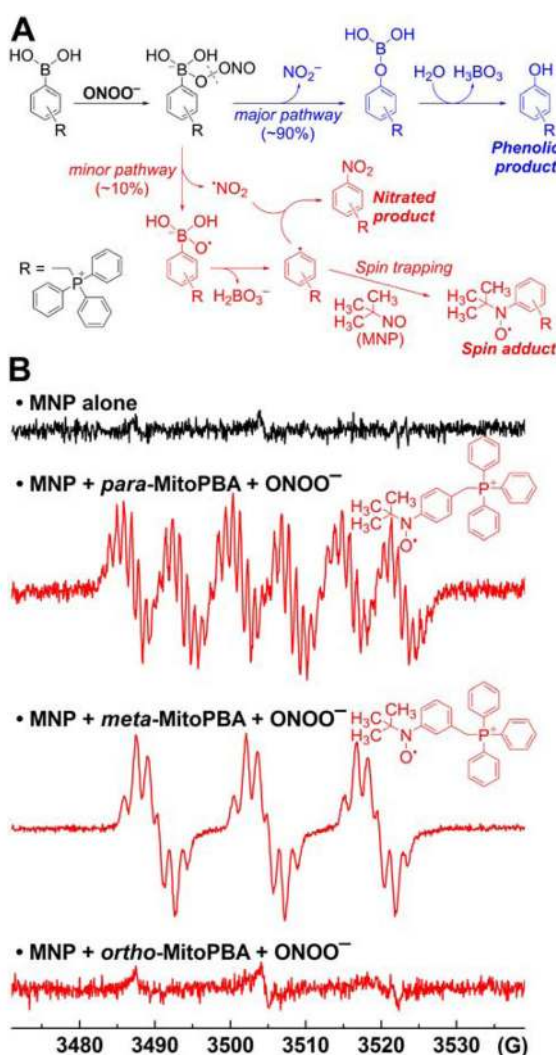 A
HO OH
B
R
ONOO⁻
HO OH
⁻B
O ONO
R
NO₂⁻
major pathway
(~90%)
HO OH
B
O
R
H₂O H₃BO₃
OH
R
Phenolic
product
minor pathway
(~10%)
•NO₂
NO₂
R
Nitrated
product
HO OH
⁻B
O•
R
H₂BO₃⁻
•
R
Spin trapping
H₃C CH₃
H₃C NO
(MNP)
H₃C CH₃
H₃C N
O•
R
Spin adduct
R =
P⁺
B
• MNP alone
• MNP + para-MitoPBA + ONOO⁻
H₃C CH₃
H₃C N
O•
P⁺
• MNP + meta-MitoPBA + ONOO⁻
H₃C CH₃
H₃C N
O•
P⁺
• MNP + ortho-MitoPBA + ONOO⁻
3480 3490 3500 3510 3520 3530 (G)